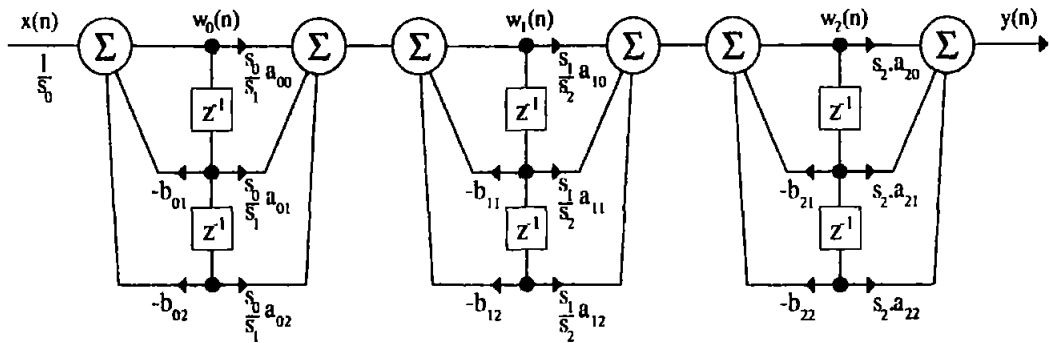 x(n) w₀(n) w₁(n) w₂(n) y(n)
Σ Σ Σ Σ Σ Σ
1/s₀ s₀/s₁ a₀₀ s₁/s₂ a₁₀ s₂.a₂₀
z⁻¹ z⁻¹ z⁻¹
-b₀₁ s₀/s₁ a₀₁ -b₁₁ s₁/s₂ a₁₁ -b₂₁ s₂.a₂₁
z⁻¹ z⁻¹ z⁻¹
-b₀₂ s₀/s₁ a₀₂ -b₁₂ s₁/s₂ a₁₂ -b₂₂ s₂.a₂₂